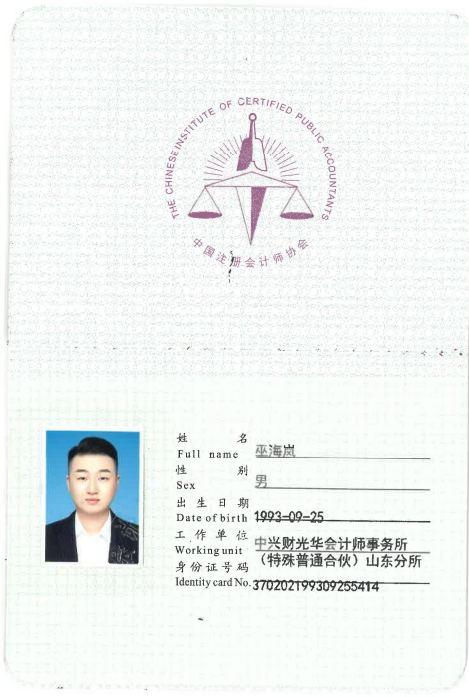 THE CHINESE INSTITUTE OF CERTIFIED PUBLIC ACCOUNTANTS
中国注册会计师协会
姓 名 巫海岚
Full name
性 别 男
Sex
出 生 日 期
Date of birth 1993-09-25
工 作 单 位 中兴财光华会计师事务所
Working unit （特殊普通合伙）山东分所
身 份 证 号 码
Identity card No. 370202199309255414